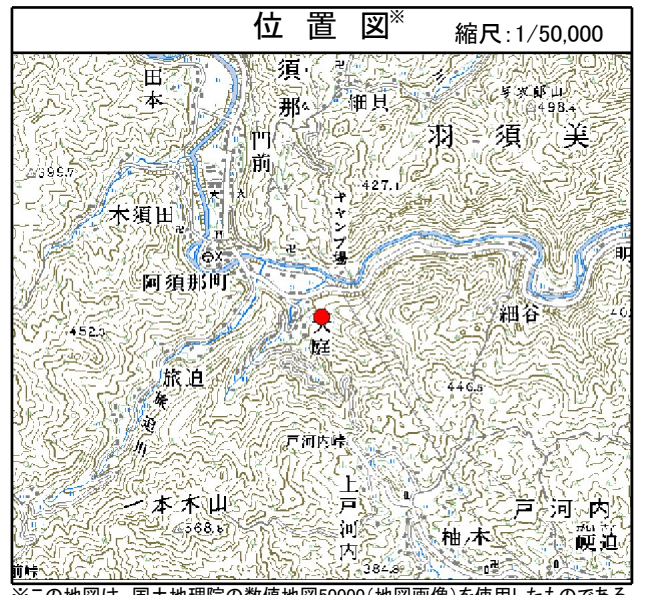 位 置 図※
縮尺：1/50,000
田本
須那
細貝
△498.4
羽 須 美
門前
427.1
キャンプ場
木須田
阿須那町
細谷
旅迫
旅迫川
446.5
戸河内峠
一本木山
△568.6
上戸河内
戸 河 内
柚木
384.8
前峠
※この地図は、国土地理院の数値地図50000(地図画像)を使用したものである